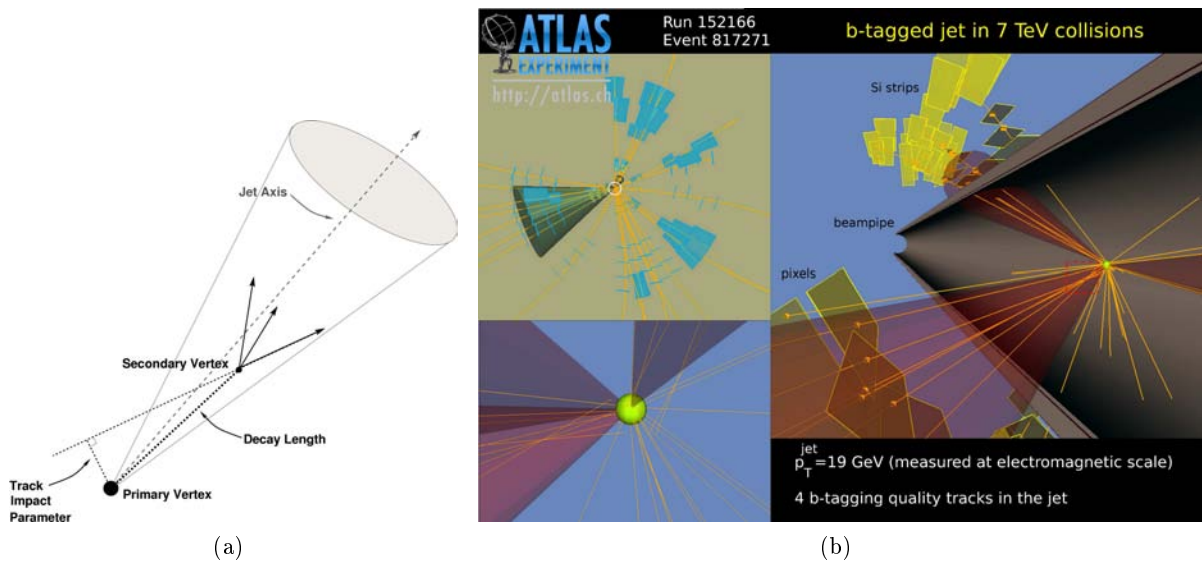 Jet Axis
Secondary Vertex
Decay Length
Track
Impact
Parameter
Primary Vertex
(a)
ATLAS
EXPERIMENT
http://atlas.ch
Run 152166
Event 817271
b-tagged jet in 7 TeV collisions
Si strips
beampipe
pixels
p_T^jet=19 GeV (measured at electromagnetic scale)
4 b-tagging quality tracks in the jet
(b)